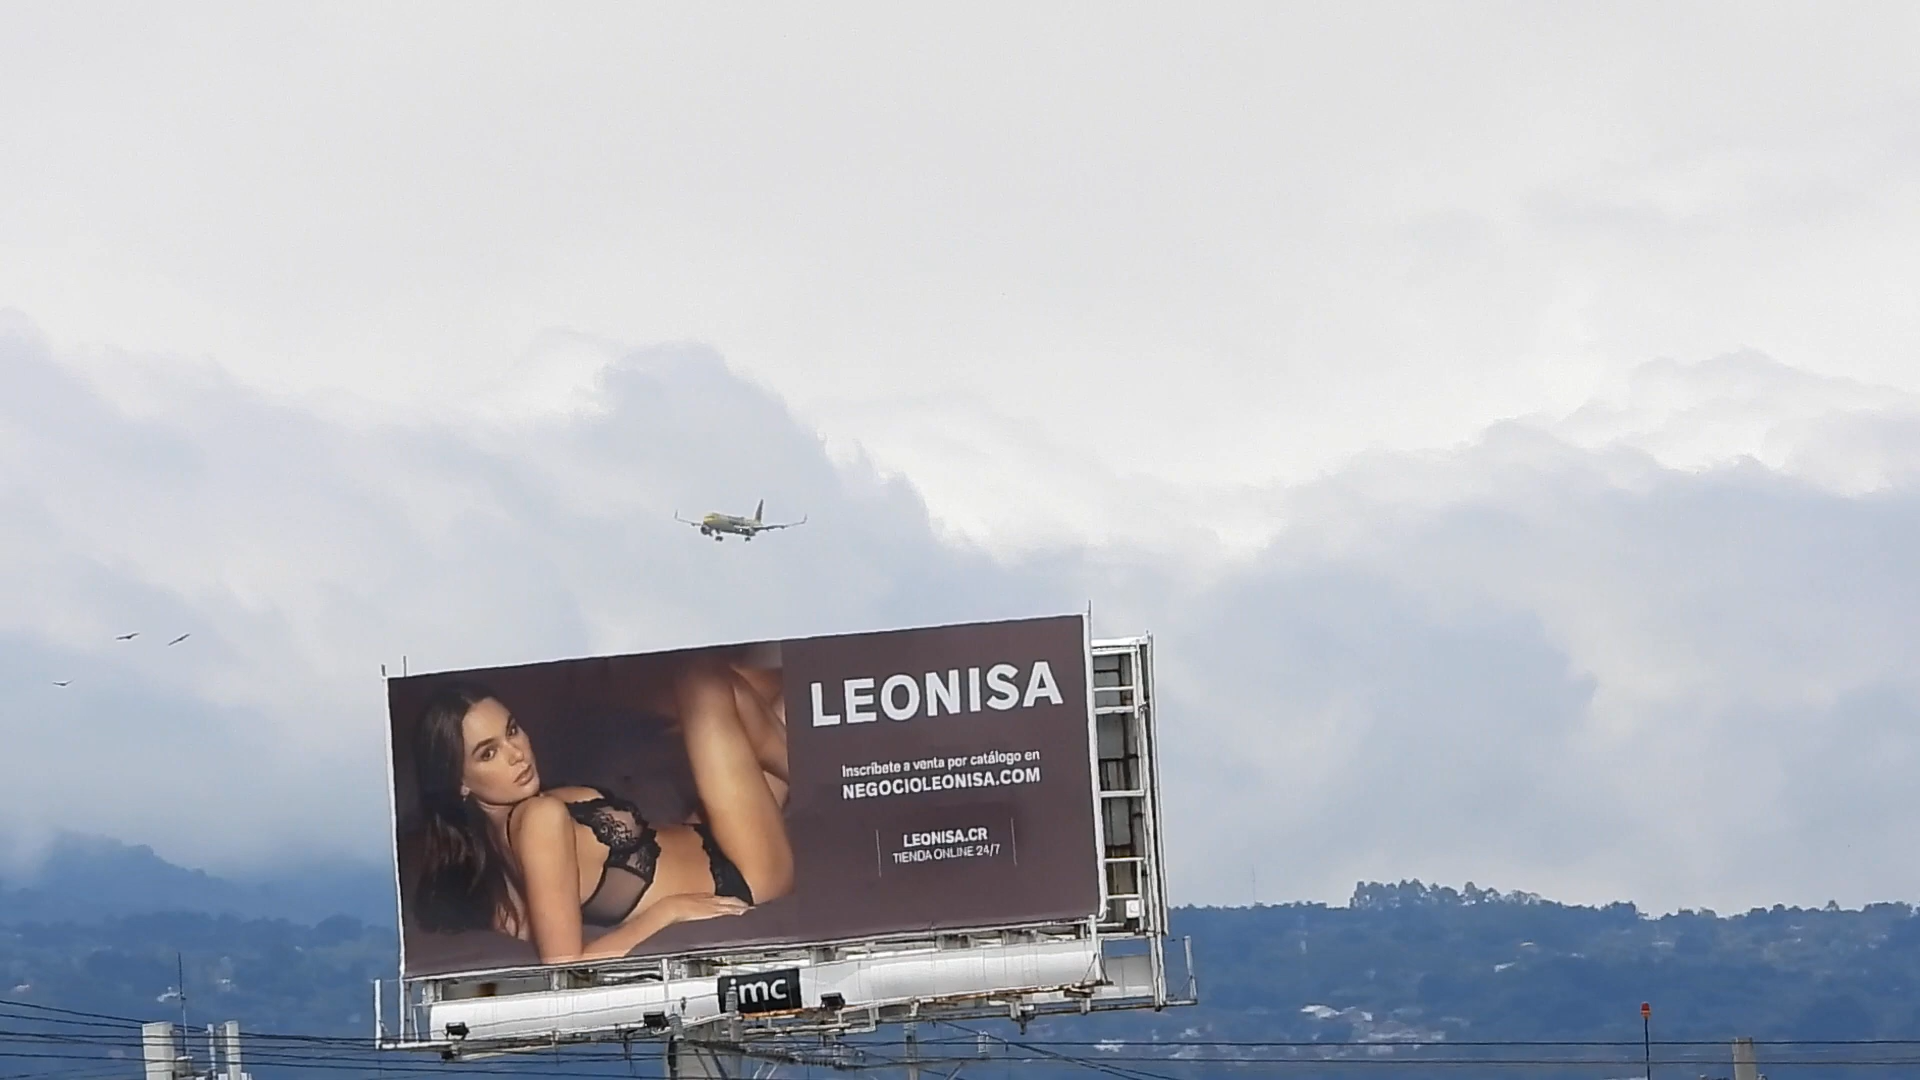 LEONISA
Inscríbete a venta por catálogo en
NEGOCIOLEONISA.COM
LEONISA.CR
TIENDA ONLINE 24/7
imc